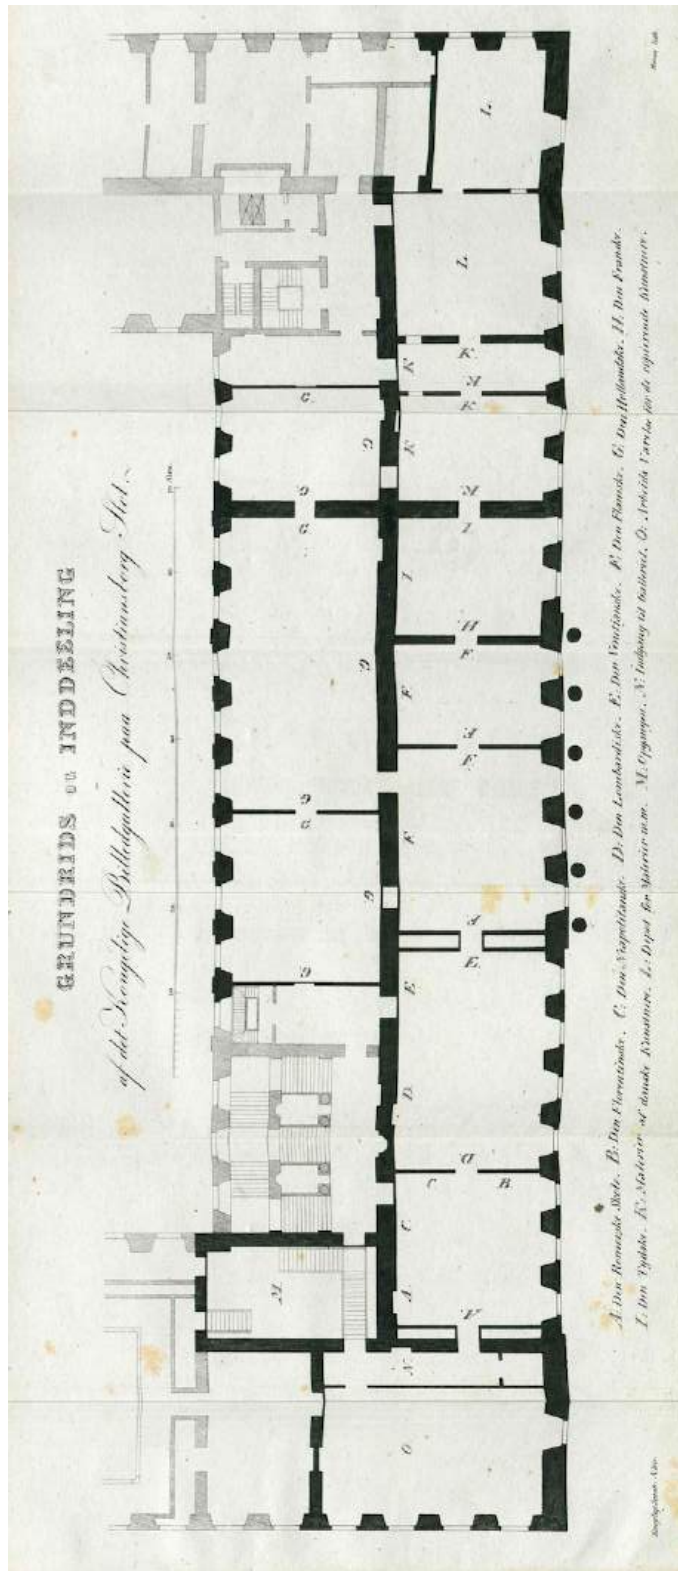 GRUNDRIDS OG INDDEELING
af det Kongelige Billedgallerie paa Christiansborg Slot.
A: Den Romerske Skole. B: Den Florentinske. C: Den Neapolitanske. D: Den Lombardiske. E: Den Venetianske. F: Den Flamske. G: Den Hollandske. H: Den Franske.
I: Den Tydske. K: Malerier af danske Kunstnere. L: Depot for Malerier m.m. M: Opgangen. N: Indgang til Galleriet. O: Arbeids Værelse for de copierende Kunstnere.
L.
L.
K.
K
M
K
K
G.
G
G
M
G
I
I
H
F
G
F
F
F
G
G
F
G
F
E.
G
E
D.
D
C
B.
C
A.
A
M.
N
O